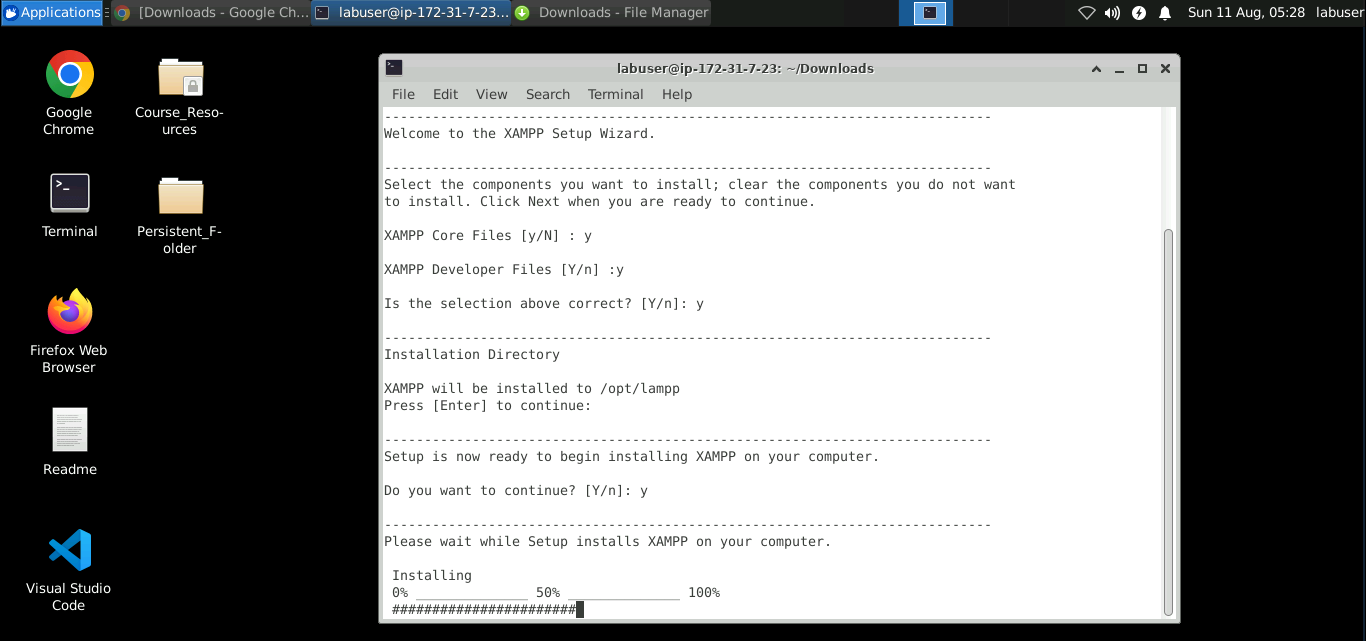 Applications [Downloads - Google Ch... labuser@ip-172-31-7-23... Downloads - File Manager Sun 11 Aug, 05:28 labuser
Google
Chrome
Course_Reso-
urces
Terminal
Persistent_F-
older
Firefox Web
Browser
Readme
Visual Studio
Code
labuser@ip-172-31-7-23: ~/Downloads
File Edit View Search Terminal Help
----------------------------------------------------------------------------
Welcome to the XAMPP Setup Wizard.
----------------------------------------------------------------------------
Select the components you want to install; clear the components you do not want
to install. Click Next when you are ready to continue.
XAMPP Core Files [y/N] : y
XAMPP Developer Files [Y/n] :y
Is the selection above correct? [Y/n]: y
----------------------------------------------------------------------------
Installation Directory
XAMPP will be installed to /opt/lampp
Press [Enter] to continue:
----------------------------------------------------------------------------
Setup is now ready to begin installing XAMPP on your computer.
Do you want to continue? [Y/n]: y
----------------------------------------------------------------------------
Please wait while Setup installs XAMPP on your computer.
Installing
0% ______________ 50% ______________ 100%
#######################